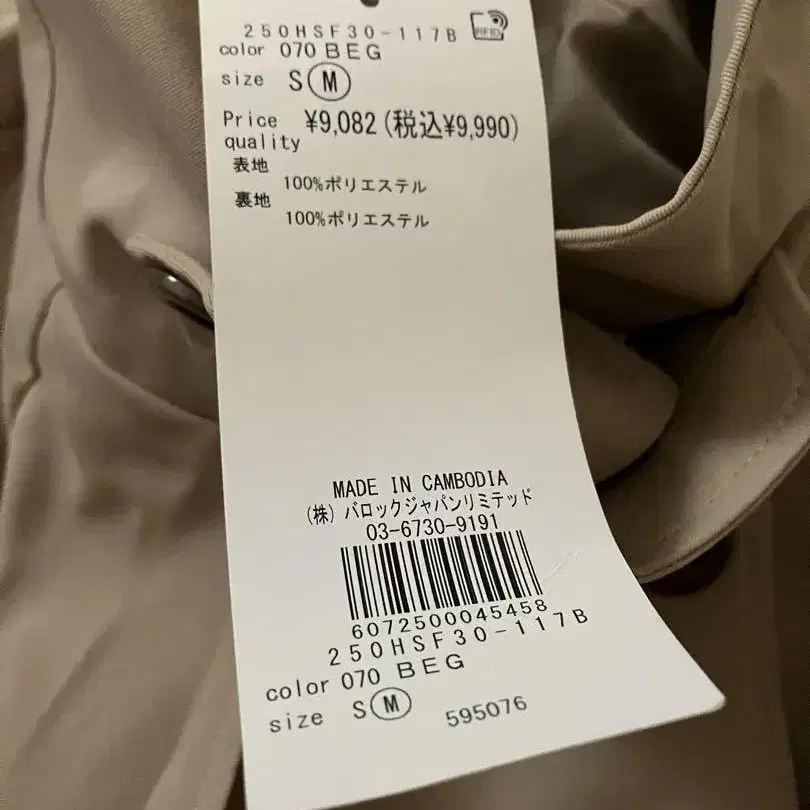 250HSF30-117B RFID
color 070 BEG
size S M
Price ¥9,082(税込¥9,990)
quality
表地
100%ポリエステル
裏地
100%ポリエステル
MADE IN CAMBODIA
(株)バロックジャパンリミテッド
03-6730-9191
6072500045458
250HSF30-117B
color 070 BEG
size S M 595076